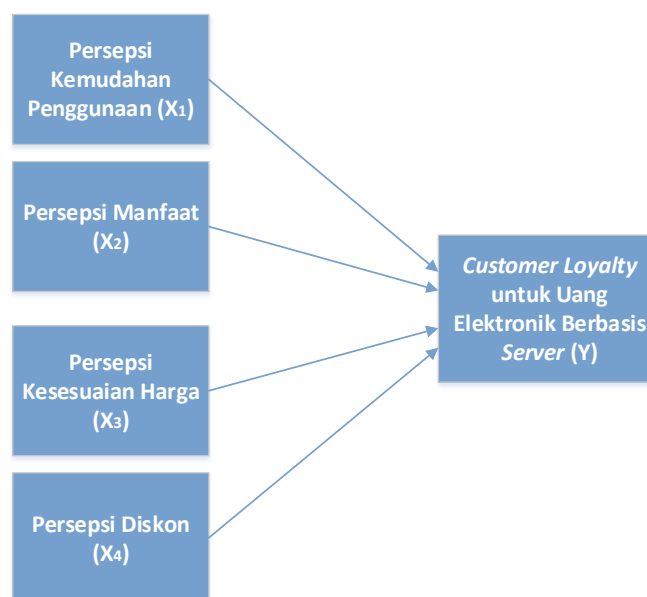 Persepsi
Kemudahan
Penggunaan (X1)
Persepsi Manfaat
(X2)
Persepsi
Kesesuaian Harga
(X3)
Persepsi Diskon
(X4)
Customer Loyalty
untuk Uang
Elektronik Berbasis
Server (Y)